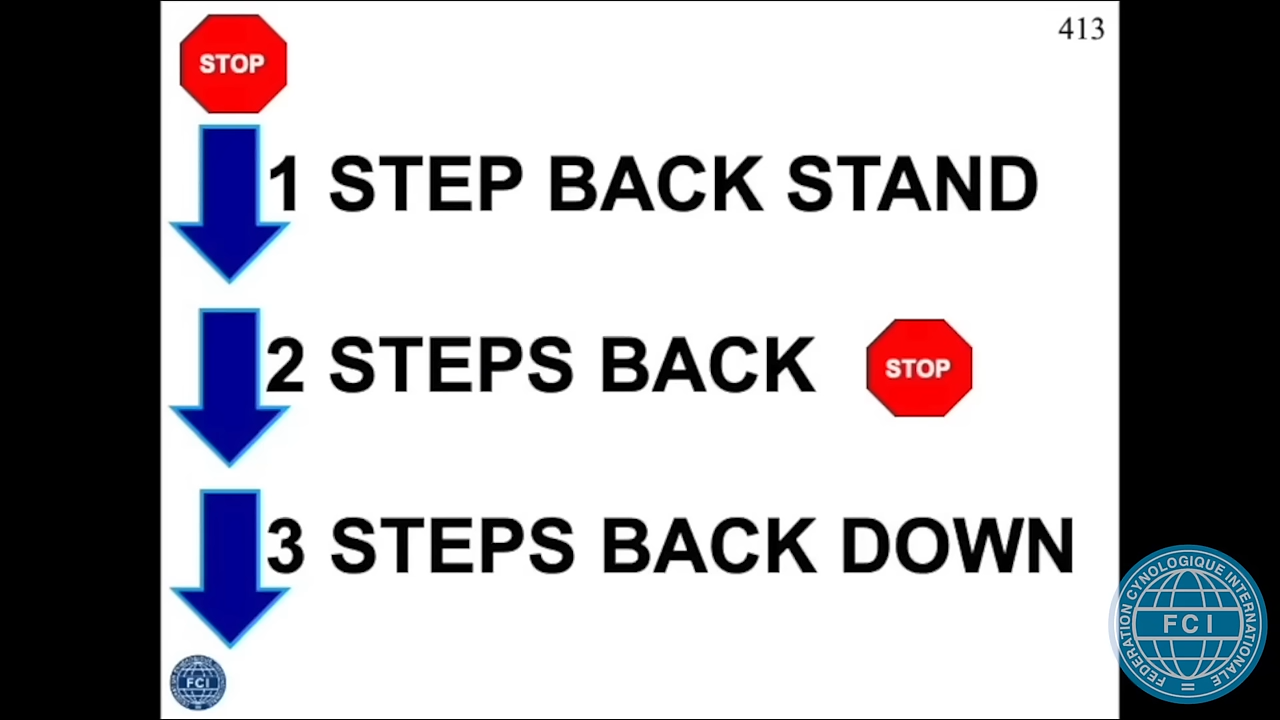 413
STOP
1 STEP BACK STAND
2 STEPS BACK STOP
3 STEPS BACK DOWN
FCI
FEDERATION CYNOLOGIQUE INTERNATIONALE
FCI